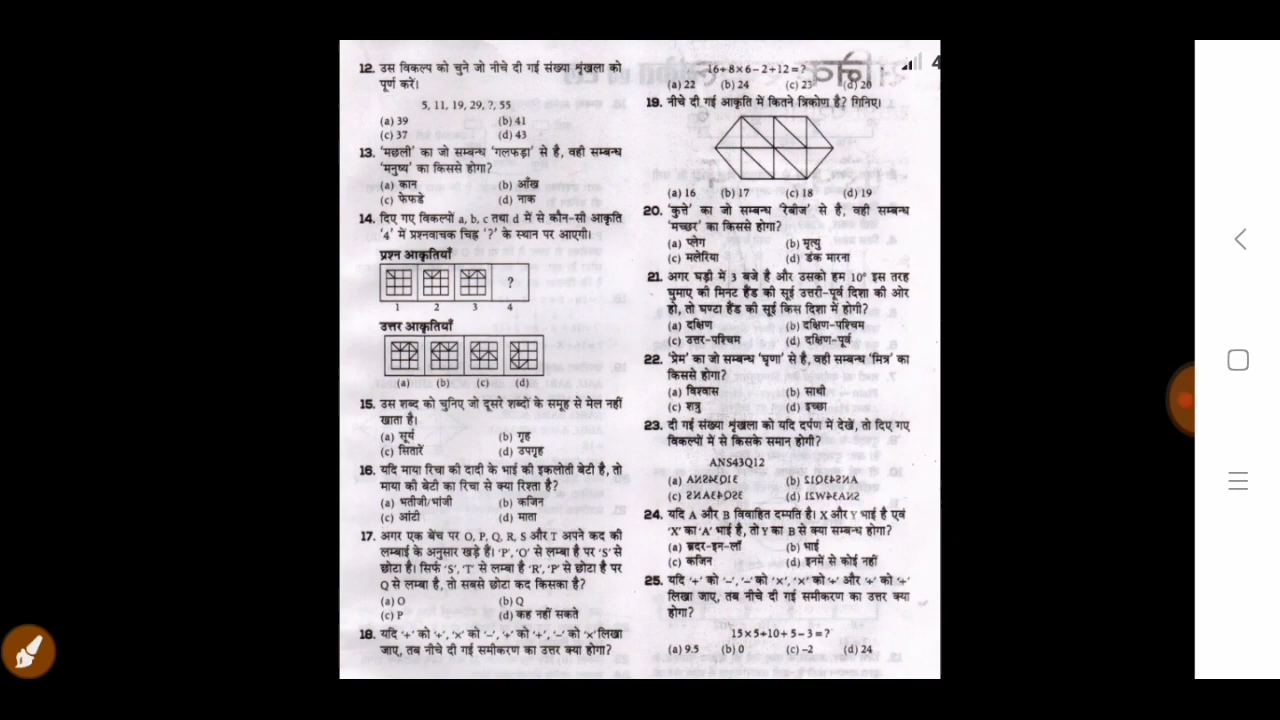 12. उस विकल्प को चुने जो नीचे दी गई संख्या शृंखला को
पूर्ण करें।
5, 11, 19, 29, ?, 55
(a) 39 (b) 41
(c) 37 (d) 43
13. 'मछली' का जो सम्बन्ध 'गलफड़ा' से है, वही सम्बन्ध
'मनुष्य' का किससे होगा?
(a) कान (b) आँख
(c) फेफडे (d) नाक
14. दिए गए विकल्पों a, b, c तथा d में से कौन-सी आकृति
'4' में प्रश्नवाचक चिह्न '?' के स्थान पर आएगी।
प्रश्न आकृतियाँ
?
1 2 3 4
उत्तर आकृतियाँ
(a) (b) (c) (d)
15. उस शब्द को चुनिए जो दूसरे शब्दों के समूह से मेल नहीं
खाता है।
(a) सूर्य (b) गृह
(c) सितारें (d) उपगृह
16. यदि माया रिचा की दादी के भाई की इकलोती बेटी है, तो
माया की बेटी का रिचा से क्या रिश्ता है?
(a) भतीजी/भांजी (b) कजिन
(c) आंटी (d) माता
17. अगर एक बेंच पर O, P, Q, R, S और T अपने कद की
लम्बाई के अनुसार खड़े हैं। 'P', 'O' से लम्बा है पर 'S' से
छोटा है। सिर्फ 'S', 'T' से लम्बा है 'R', 'P' से छोटा है पर
Q से लम्बा है, तो सबसे छोटा कद किसका है?
(a) O (b) Q
(c) P (d) कह नहीं सकते
18. यदि '÷' को '+', '×' को '–', '+' को '÷', '–' को '×' लिखा
जाए, तब नीचे दी गई समीकरण का उत्तर क्या होगा?
16÷8×6–2+12=?
(a) 22 (b) 24 (c) 23 (d) 20
19. नीचे दी गई आकृति में कितने त्रिकोण है? गिनिए।
(a) 16 (b) 17 (c) 18 (d) 19
20. 'कुत्ते' का जो सम्बन्ध 'रेबीज' से है, वही सम्बन्ध
'मच्छर' का किससे होगा?
(a) प्लेग (b) मृत्यु
(c) मलेरिया (d) डंक मारना
21. अगर घड़ी में 3 बजे है और उसको हम 10° इस तरह
घुमाए की मिनट हैंड की सूई उत्तरी-पूर्व दिशा की ओर
हो, तो घण्टा हैंड की सूई किस दिशा में होगी?
(a) दक्षिण (b) दक्षिण-पश्चिम
(c) उत्तर-पश्चिम (d) दक्षिण-पूर्व
22. 'प्रेम' का जो सम्बन्ध 'घृणा' से है, वही सम्बन्ध 'मित्र' का
किससे होगा?
(a) विश्वास (b) साथी
(c) शत्रु (d) इच्छा
23. दी गई संख्या शृंखला को यदि दर्पण में देखें, तो दिए गए
विकल्पों में से किसके समान होगी?
ANS43Q12
(a) (b)
(c) (d)
24. यदि A और B विवाहित दम्पति है। X और Y भाई है एवं
'X' का 'A' भाई है, तो Y का B से क्या सम्बन्ध होगा?
(a) ब्रदर-इन-लॉ (b) भाई
(c) कजिन (d) इनमें से कोई नहीं
25. यदि को को को और को
लिखा जाए, तब नीचे दी गई समीकरण का उत्तर क्या
होगा?
(a) 9.5 (b) 0 (c) –2 (d) 24